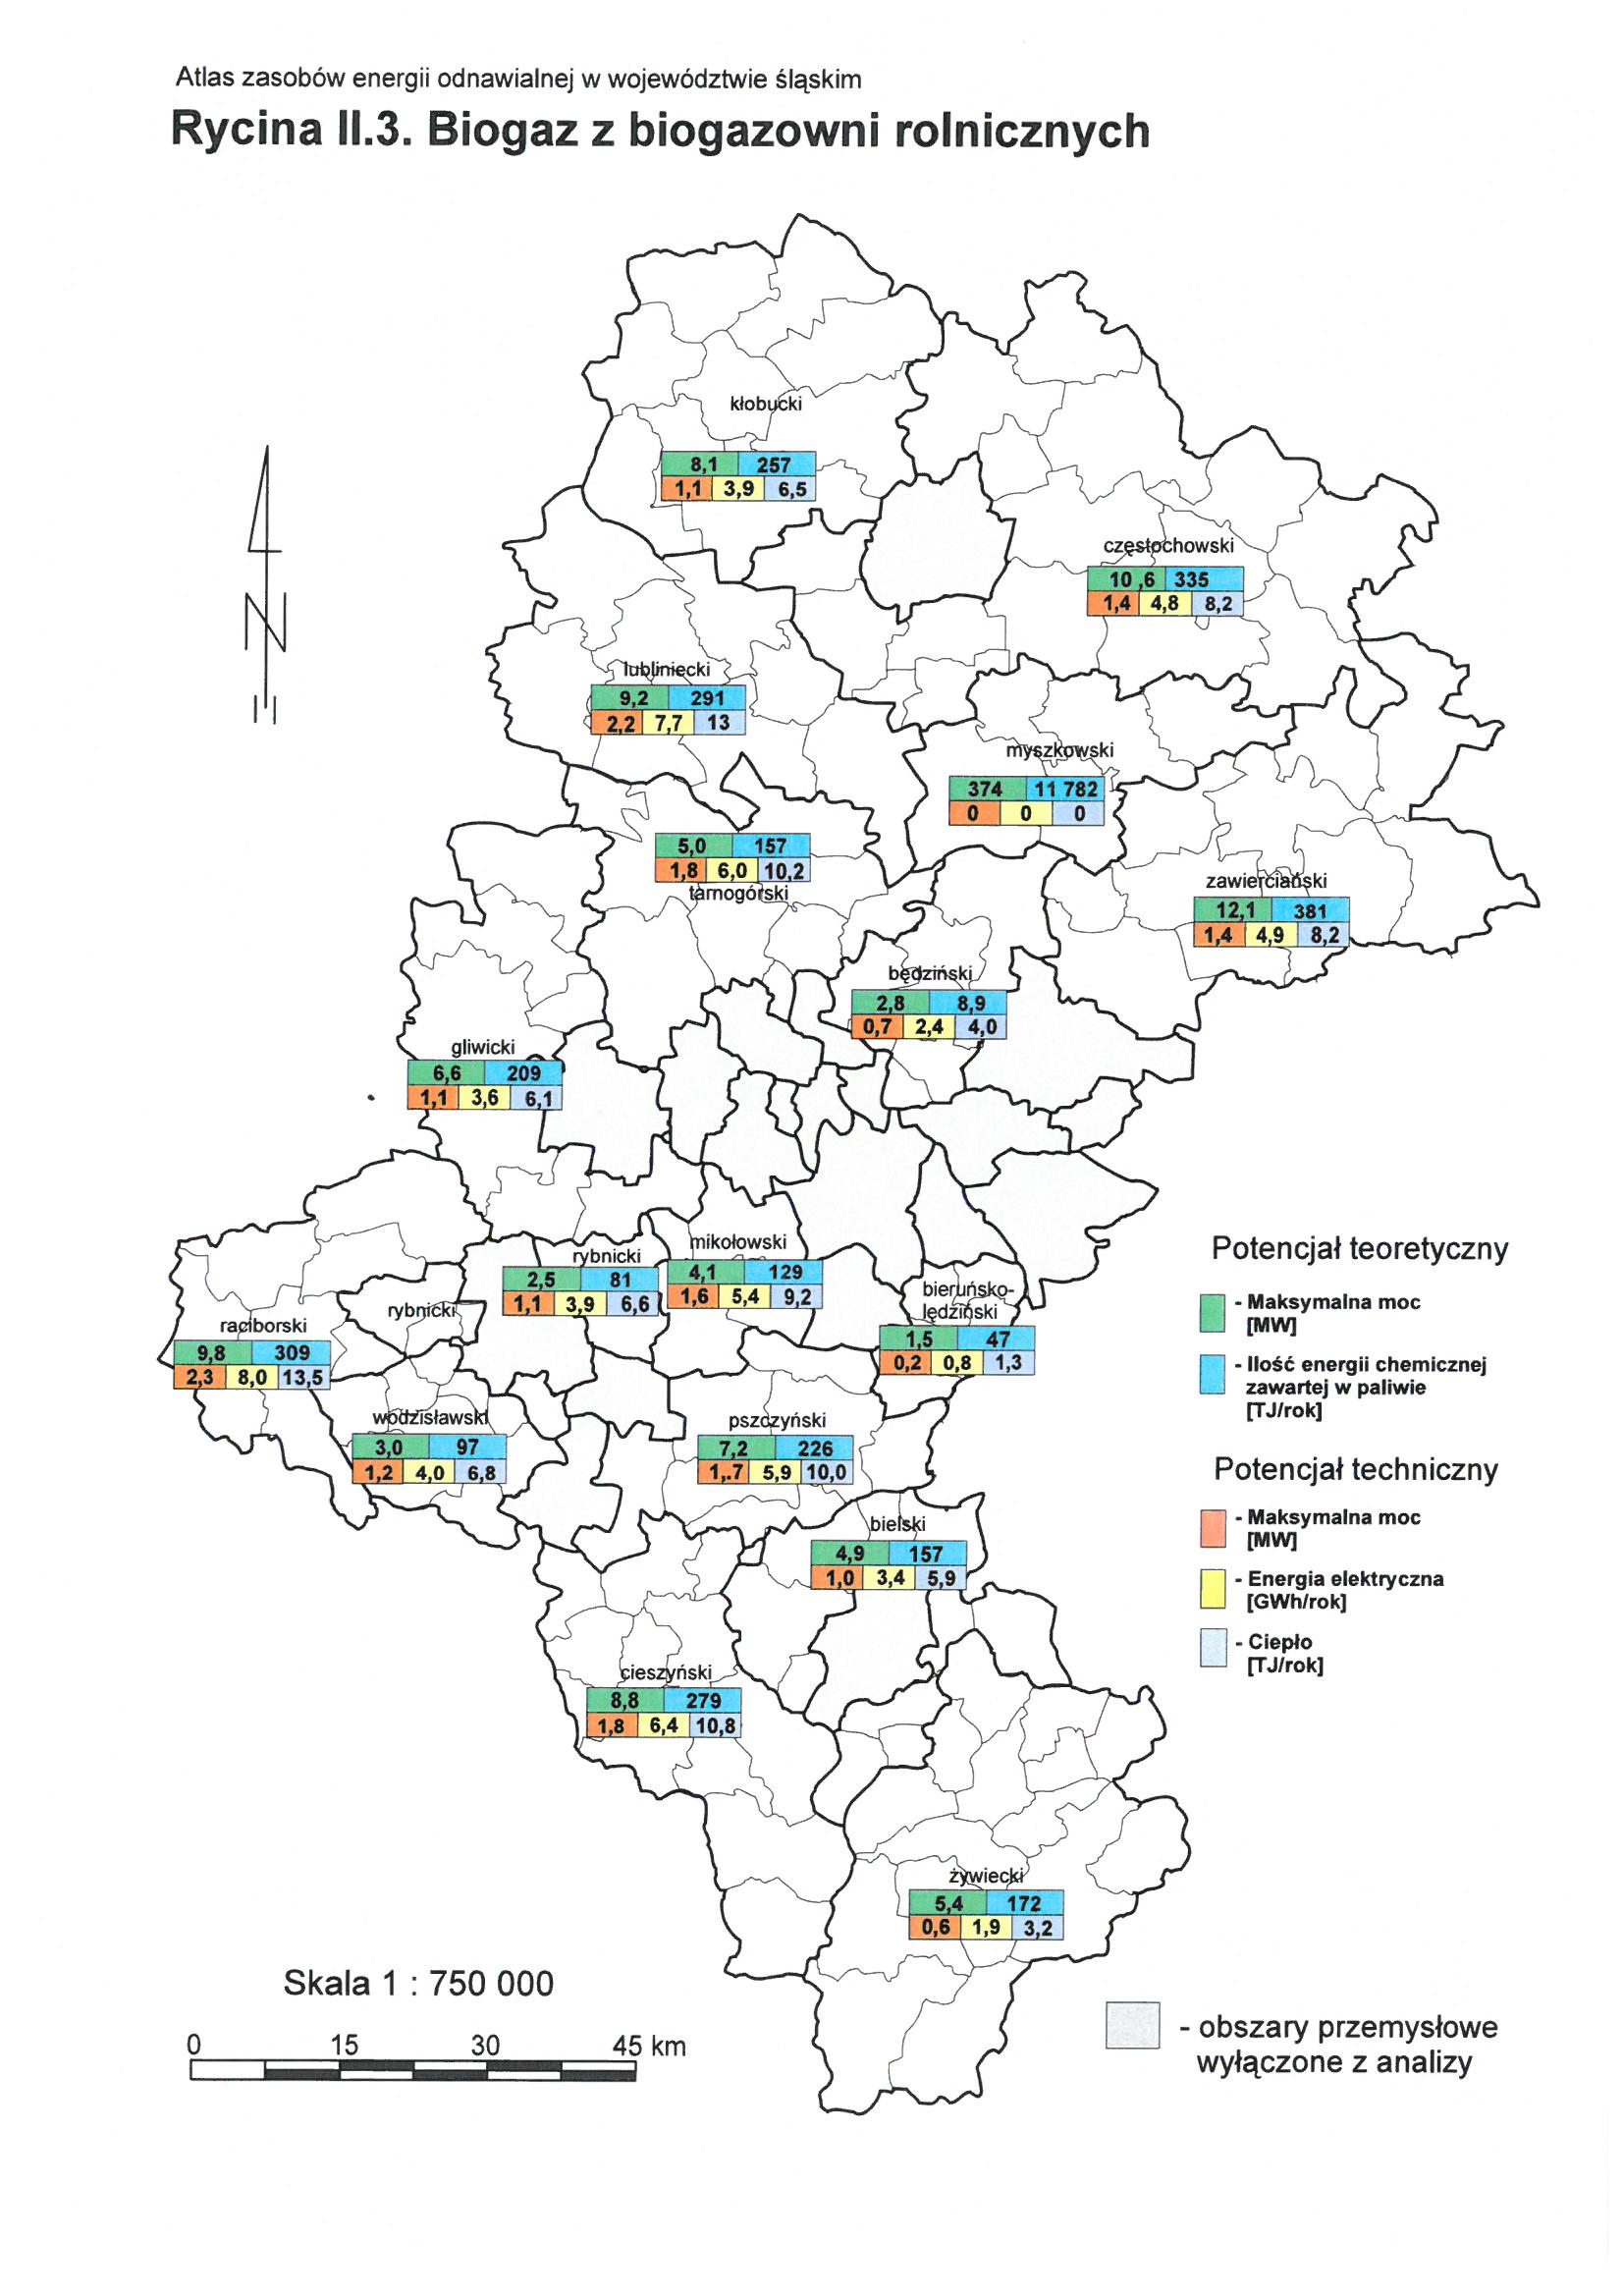 Atlas zasobów energii odnawialnej w województwie śląskim
Rycina II.3. Biogaz z biogazowni rolniczych
kłobucki
8,1 257
1,1 3,9 6,5
częstochowski
10 ,6 335
1,4 4,8 8,2
N
lubliniecki
9,2 291
2,2 7,7 13
myszkowski
374 11 782
0 0 0
5,0 157
1,8 6,0 10,2
tarnogórski
zawierciański
12,1 381
1,4 4,9 8,2
będziński
2,8 8,9
0,7 2,4 4,0
gliwicki
6,6 209
1,1 3,6 6,1
mikołowski
4,1 129
1,6 5,4 9,2
rybnicki
2,5 81
1,1 3,9 6,6
bieruńsko-
lędziński
1,5 47
0,2 0,8 1,3
rybnicki
raciborski
9,8 309
2,3 8,0 13,5
wodzisławski
3,0 97
1,2 4,0 6,8
pszczyński
7,2 226
1,.7 5,9 10,0
bielski
4,9 157
1,0 3,4 5,9
cieszyński
8,8 279
1,8 6,4 10,8
żywiecki
5,4 172
0,6 1,9 3,2
Potencjał teoretyczny
- Maksymalna moc
[MW]
- Ilość energii chemicznej
zawartej w paliwie
[TJ/rok]
Potencjał techniczny
- Maksymalna moc
[MW]
- Energia elektryczna
[GWh/rok]
- Ciepło
[TJ/rok]
Skala 1 : 750 000
0 15 30 45 km
- obszary przemysłowe
wyłączone z analizy